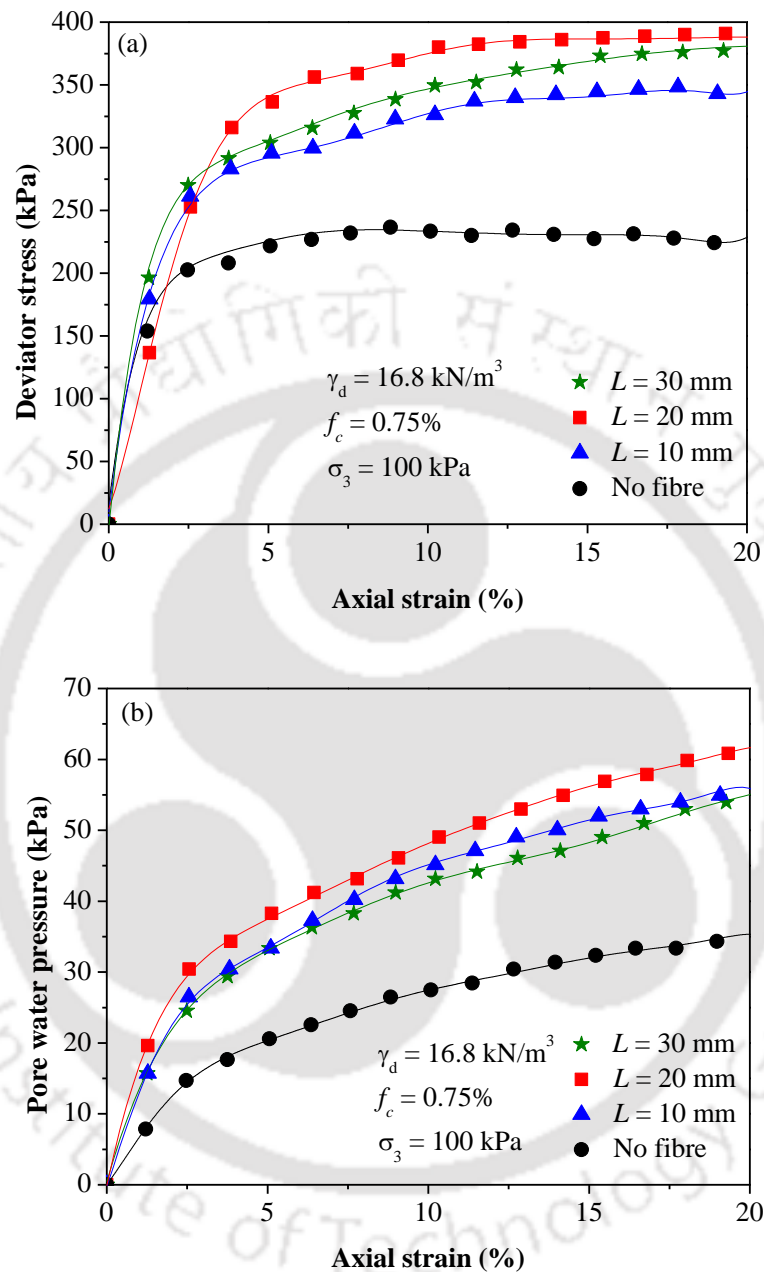 (a)
400
350
300
250
200
150
100
50
0
Deviator stress (kPa)
γd = 16.8 kN/m³
fc = 0.75%
σ3 = 100 kPa
L = 30 mm
L = 20 mm
L = 10 mm
No fibre
0 5 10 15 20
Axial strain (%)
(b)
70
60
50
40
30
20
10
0
Pore water pressure (kPa)
γd = 16.8 kN/m³
fc = 0.75%
σ3 = 100 kPa
L = 30 mm
L = 20 mm
L = 10 mm
No fibre
0 5 10 15 20
Axial strain (%)
Institute of Technology